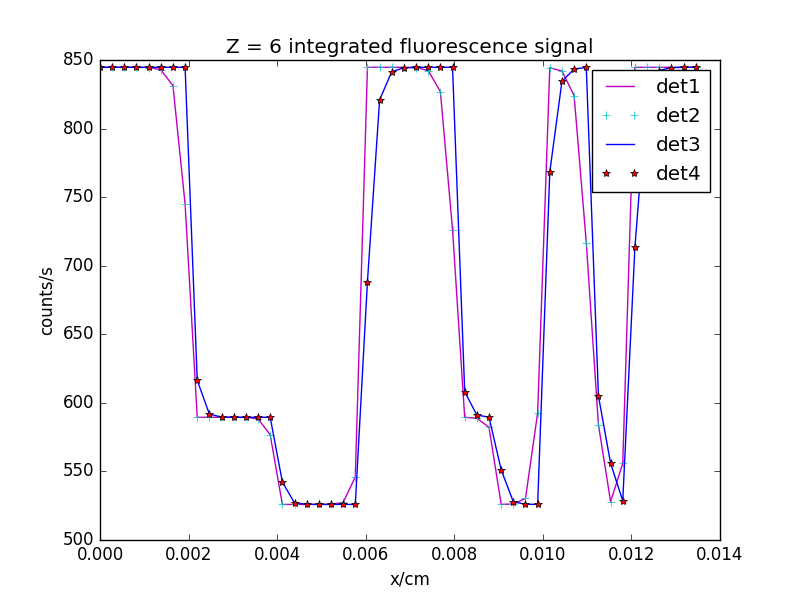 Z = 6 integrated fluorescence signal
850
800
750
700
650
600
550
500
counts/s
det1
det2
det3
det4
0.000 0.002 0.004 0.006 0.008 0.010 0.012 0.014
x/cm